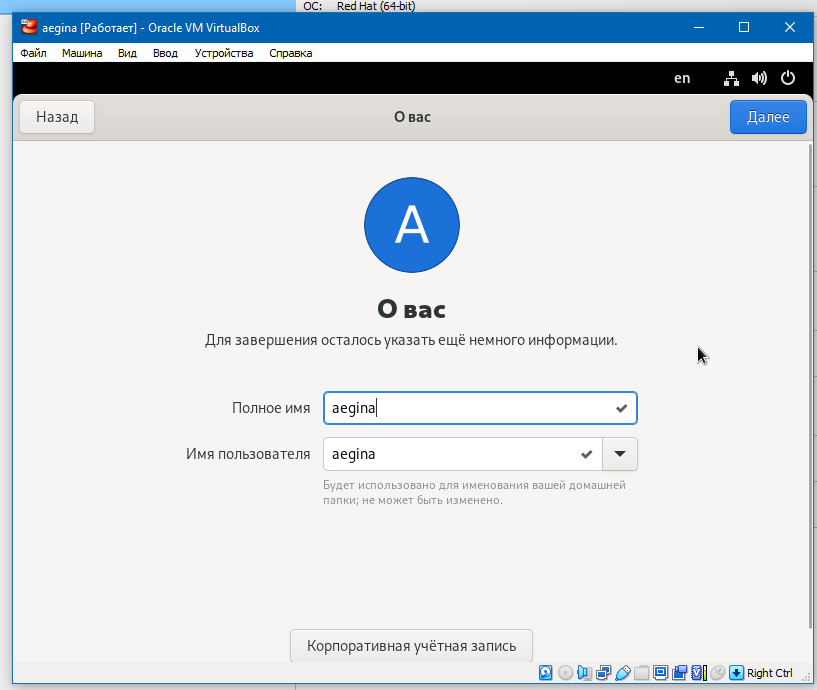 ОС: Red Hat (64-bit)
aegina [Работает] - Oracle VM VirtualBox
Файл Машина Вид Ввод Устройства Справка
en
Назад О вас Далее
A
О вас
Для завершения осталось указать ещё немного информации.
Полное имя aegina
Имя пользователя aegina
Будет использовано для именования вашей домашней
папки; не может быть изменено.
Корпоративная учётная запись
Right Ctrl